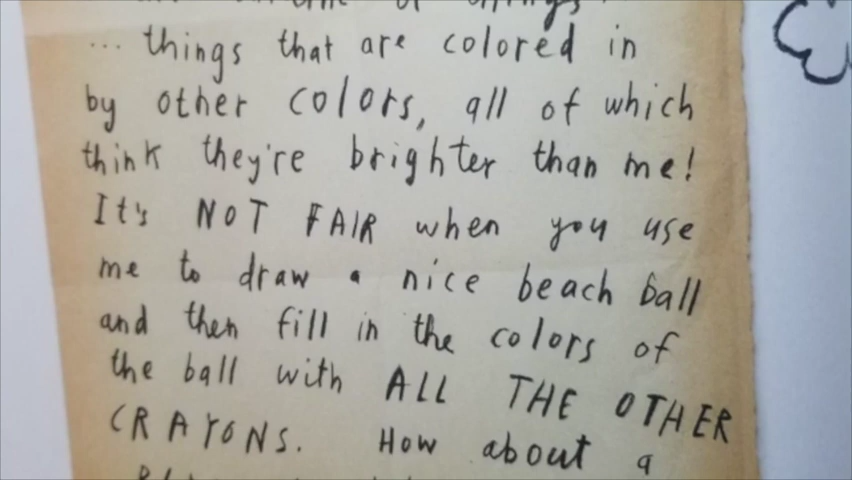 ... things that are colored in
by other colors, all of which
think they're brighter than me!
It's NOT FAIR when you use
me to draw a nice beach ball
and then fill in the colors of
the ball with ALL THE OTHER
CRAYONS. How about a